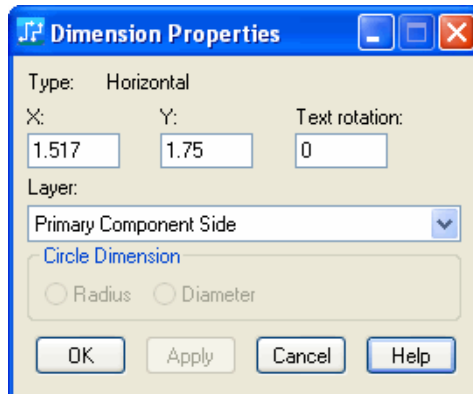 Dimension Properties
Type: Horizontal
X: Y: Text rotation:
1.517 1.75 0
Layer:
Primary Component Side
Circle Dimension
Radius Diameter
OK Apply Cancel Help